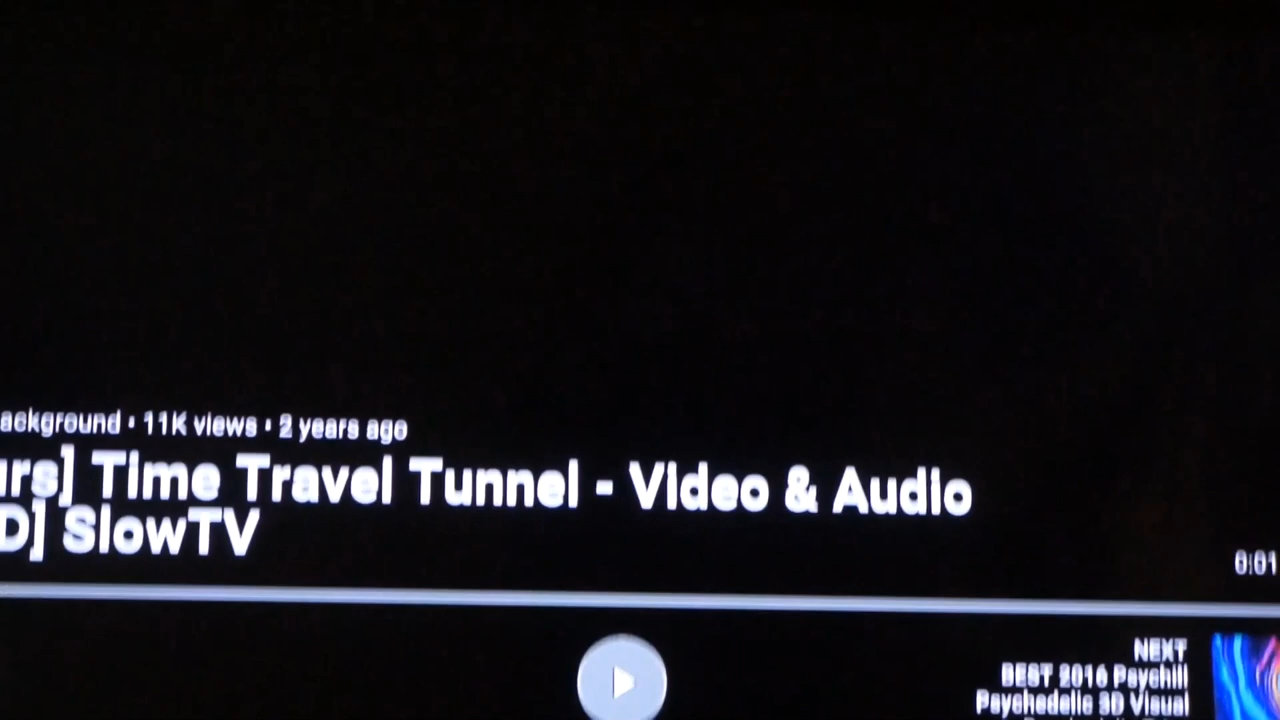 ackground • 11K views • 2 years ago
urs] Time Travel Tunnel - Video & Audio
D] SlowTV
0:01
NEXT
BEST 2016 Psychill
Psychedelic 3D Visual